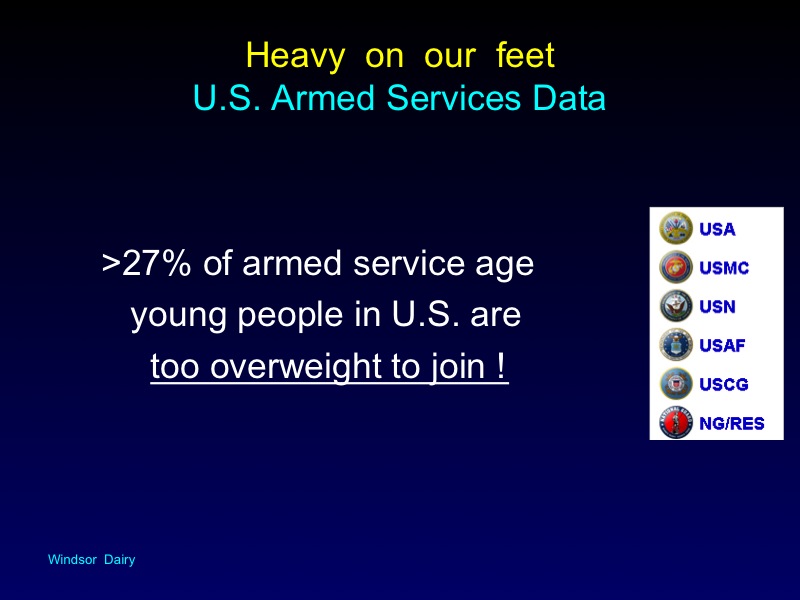 Heavy on our feet
U.S. Armed Services Data
>27% of armed service age
young people in U.S. are
too overweight to join !
USA
USMC
USN
USAF
USCG
NG/RES
Windsor Dairy